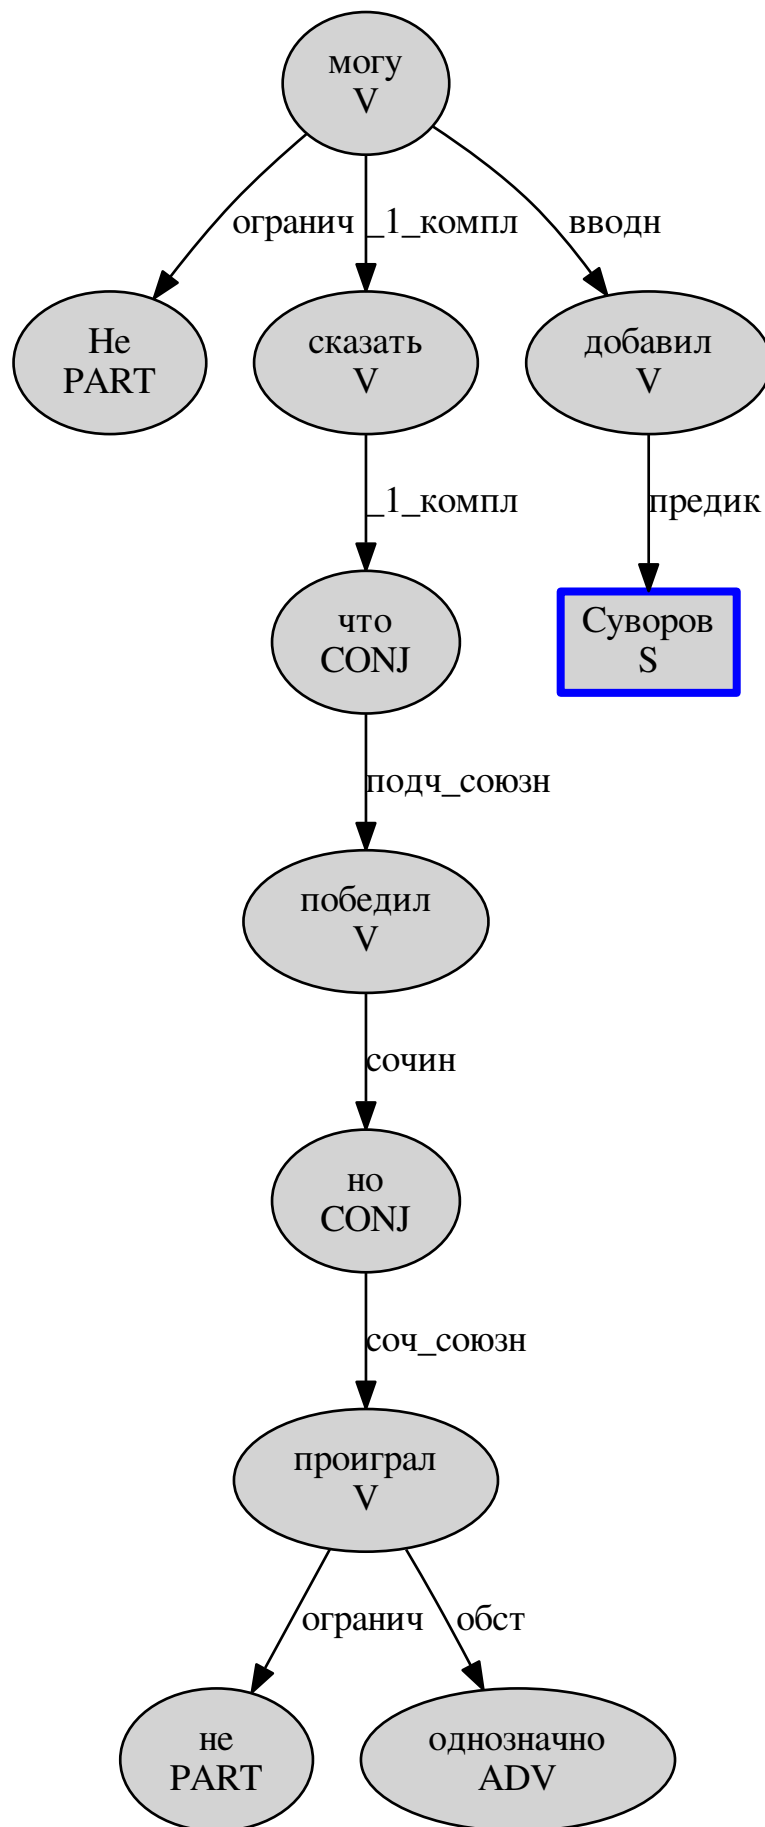 могу
V
огранич
_1_компл
вводн
Не
PART
сказать
V
добавил
V
_1_компл
предик
что
CONJ
Суворов
S
подч_союзн
победил
V
сочин
но
CONJ
соч_союзн
проиграл
V
огранич
обст
не
PART
однозначно
ADV